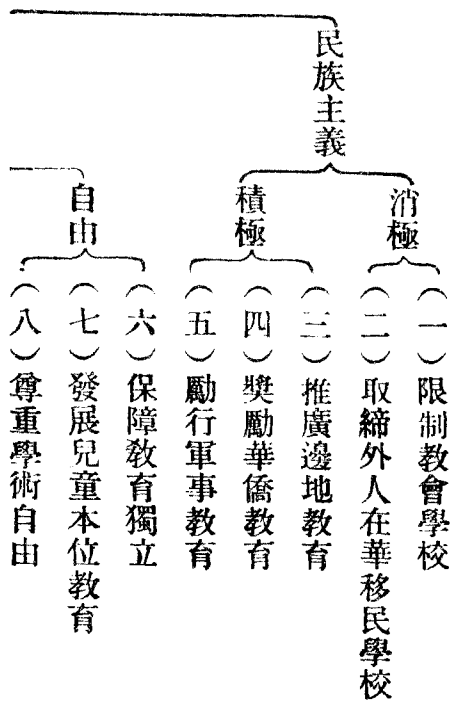 民族主義
消極
（一）限制教會學校
（二）取締外人在華移民學校
積極
（三）推廣邊地教育
（四）獎勵華僑教育
（五）勵行軍事教育
自由
（六）保障教育獨立
（七）發展兒童本位教育
（八）尊重學術自由